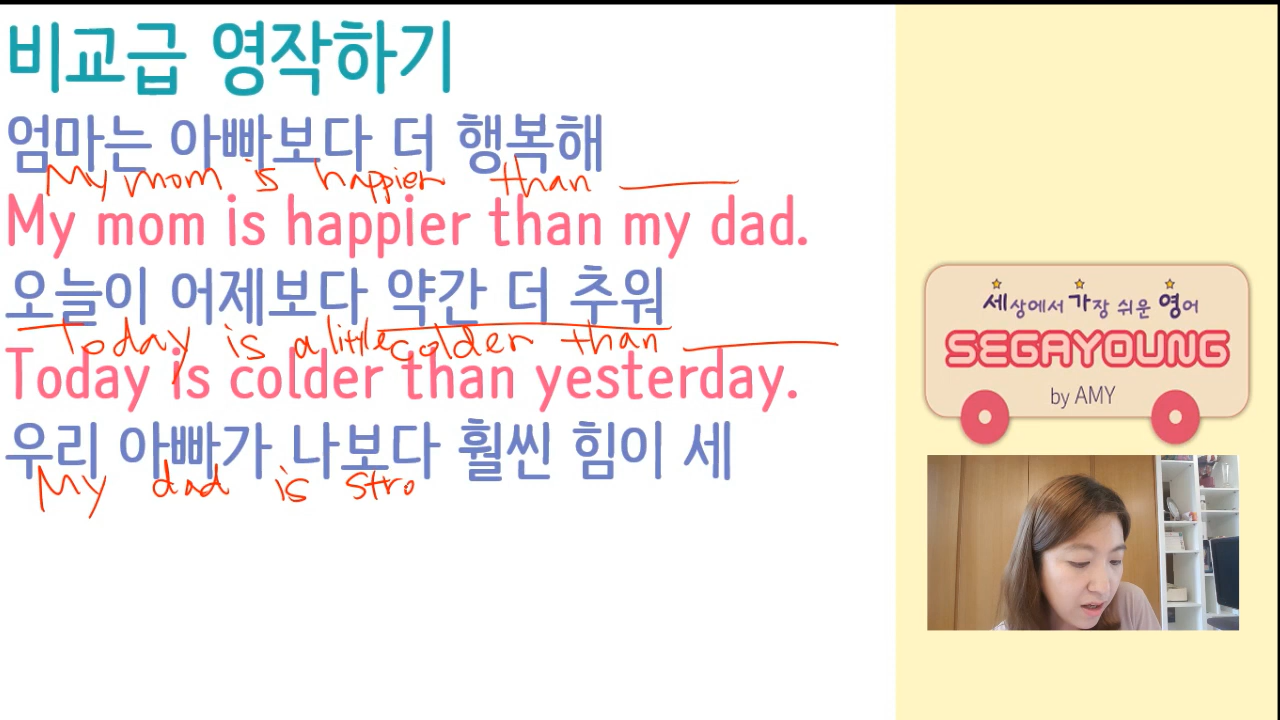 비교급 영작하기
엄마는 아빠보다 더 행복해
My mom is happier than
My mom is happier than my dad.
오늘이 어제보다 약간 더 추워
Today is a little colder than
Today is colder than yesterday.
우리 아빠가 나보다 훨씬 힘이 세
My dad is stro
세상에서 가장 쉬운 영어
SEGAYOUNG
by AMY